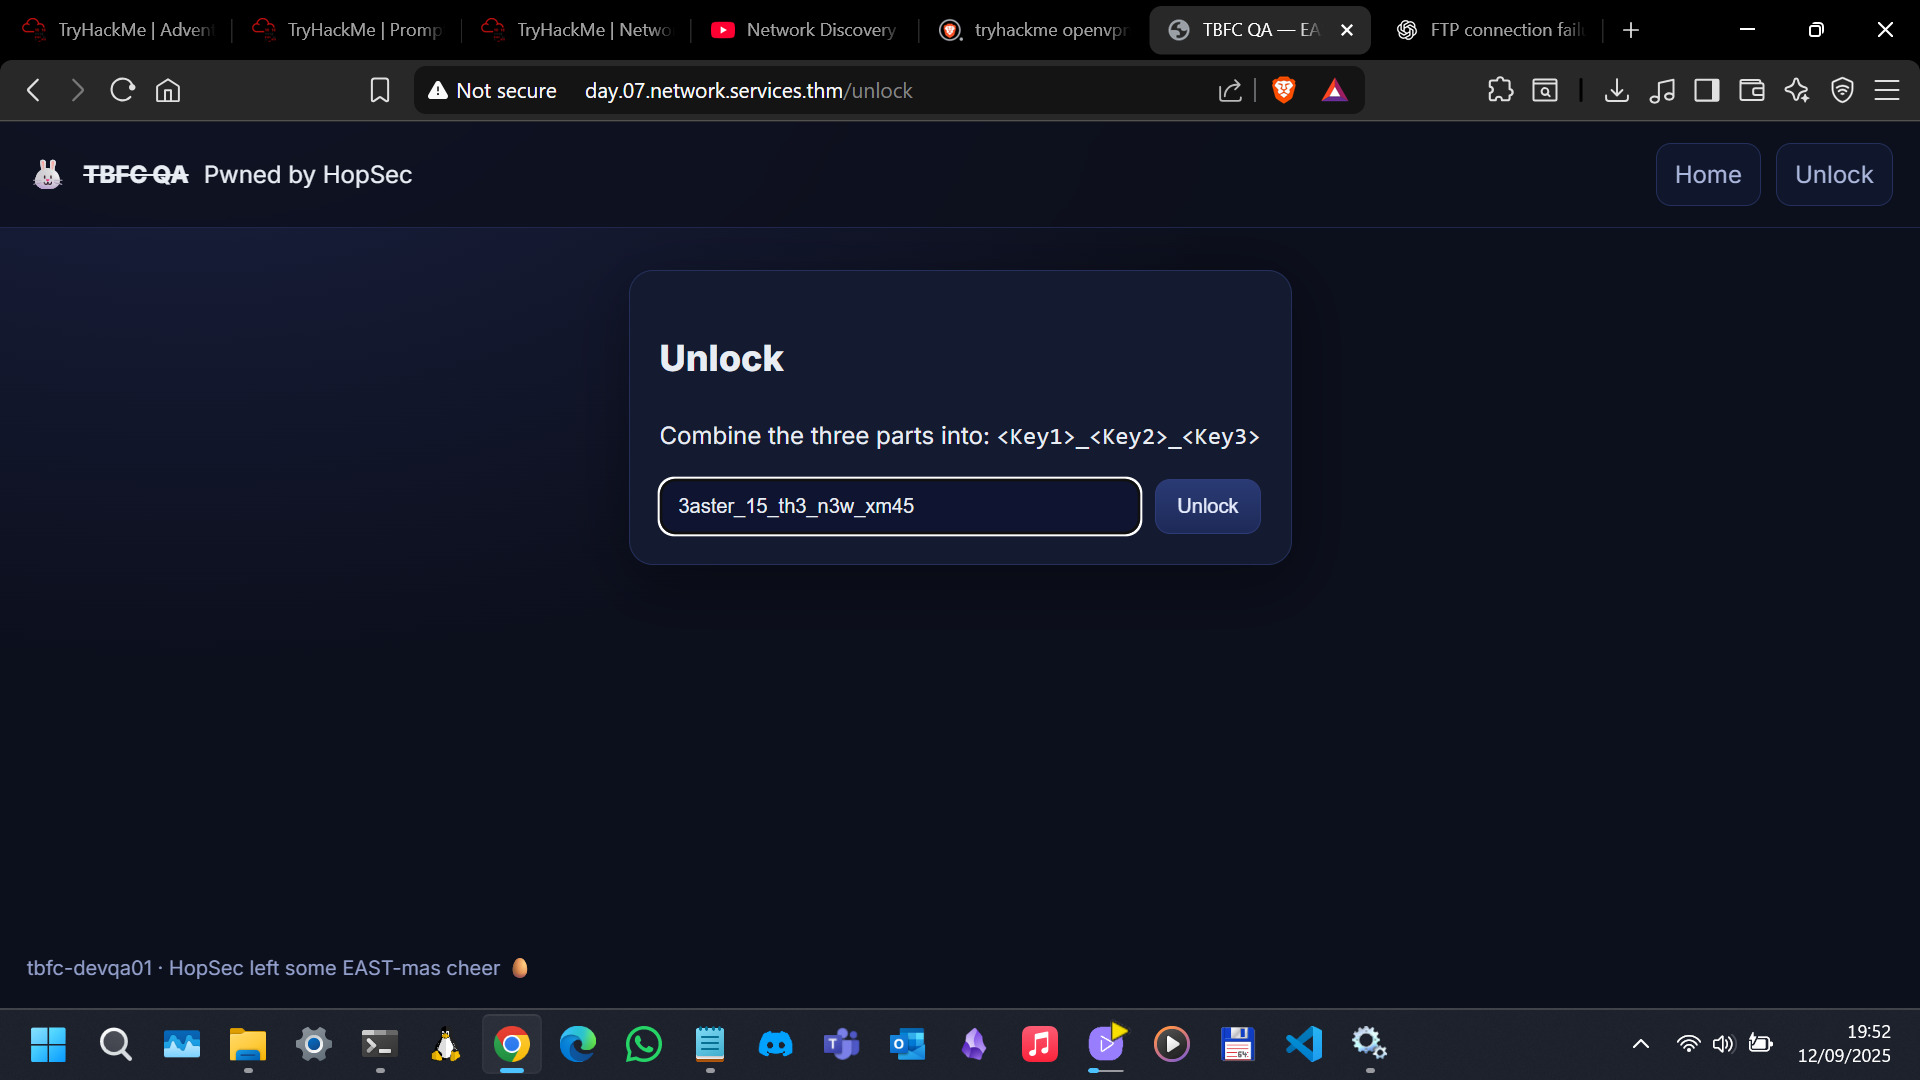 TryHackMe | Advent
TryHackMe | Promp
TryHackMe | Netwo
Network Discovery
tryhackme openvpn
TBFC QA — EA
FTP connection fail
Not secure
day.07.network.services.thm/unlock
TBFC QA Pwned by HopSec
Home
Unlock
Unlock
Combine the three parts into: <Key1>_<Key2>_<Key3>
3aster_15_th3_n3w_xm45
Unlock
tbfc-devqa01 · HopSec left some EAST-mas cheer 🥚
64
19:52
12/09/2025